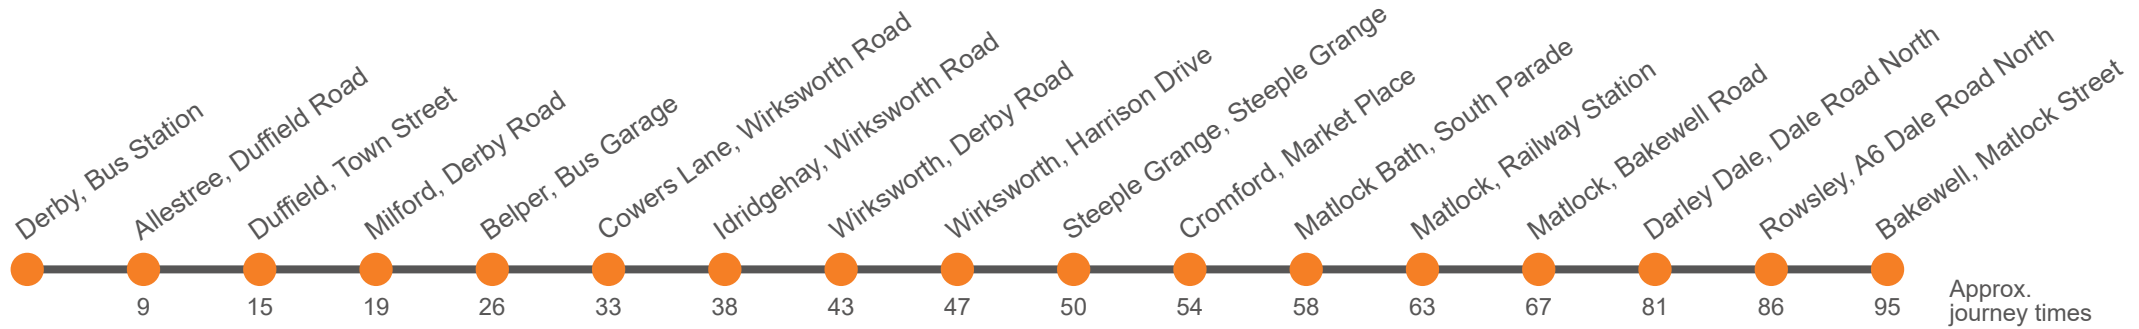 Derby, Bus Station
Allestree, Duffield Road
Duffield, Town Street
Milford, Derby Road
Belper, Bus Garage
Cowers Lane, Wirksworth Road
Idridgehay, Wirksworth Road
Wirksworth, Derby Road
Wirksworth, Harrison Drive
Steeple Grange, Steeple Grange
Cromford, Market Place
Matlock Bath, South Parade
Matlock, Railway Station
Matlock, Bakewell Road
Darley Dale, Dale Road North
Rowsley, A6 Dale Road North
Bakewell, Matlock Street
9 15 19 26 33 38 43 47 50 54 58 63 67 81 86 95
Approx.
journey times